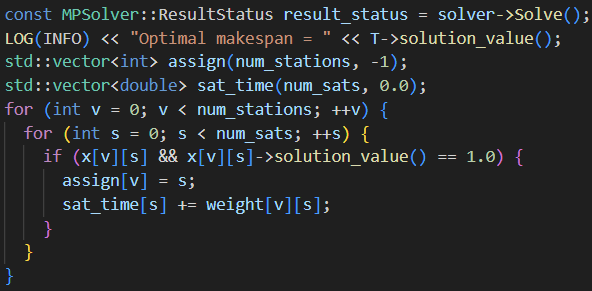 const MPSolver::ResultStatus result_status = solver->Solve();
LOG(INFO) << "Optimal makespan = " << T->solution_value();
std::vector<int> assign(num_stations, -1);
std::vector<double> sat_time(num_sats, 0.0);
for (int v = 0; v < num_stations; ++v) {
  for (int s = 0; s < num_sats; ++s) {
    if (x[v][s] && x[v][s]->solution_value() == 1.0) {
      assign[v] = s;
      sat_time[s] += weight[v][s];
    }
  }
}